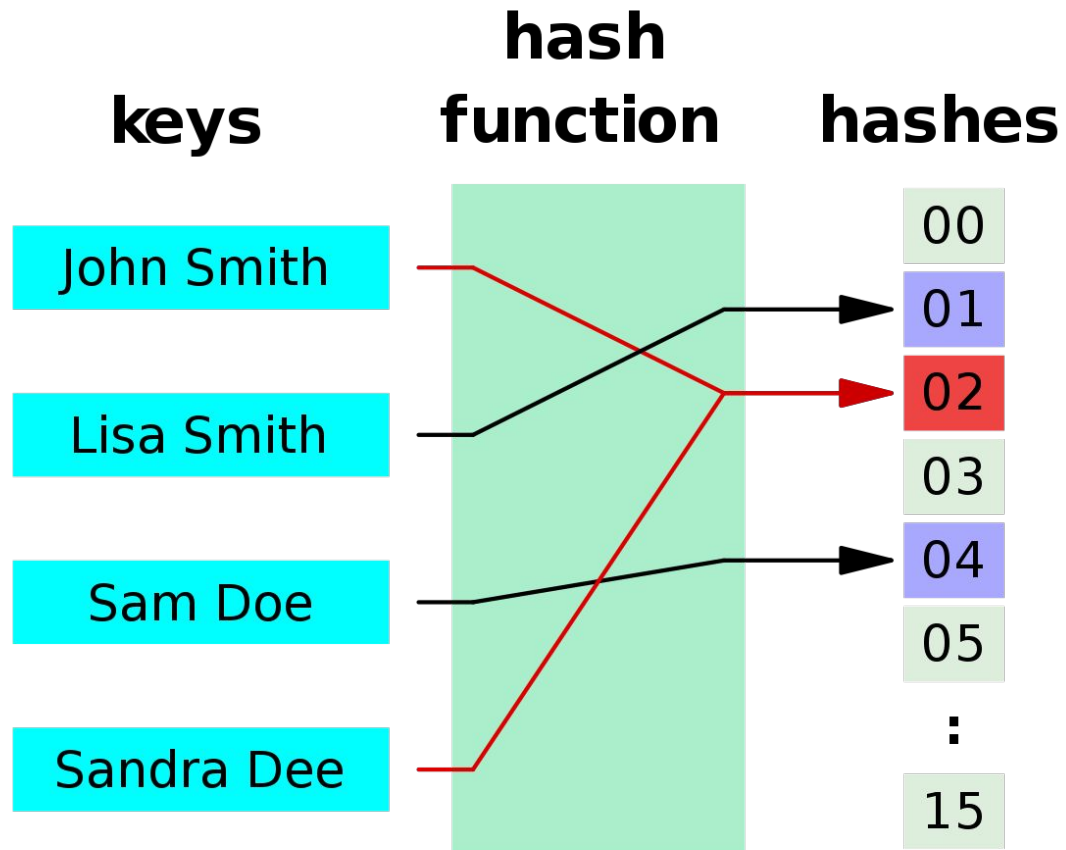 keys
hash
function
hashes
John Smith
Lisa Smith
Sam Doe
Sandra Dee
00
01
02
03
04
05
:
15